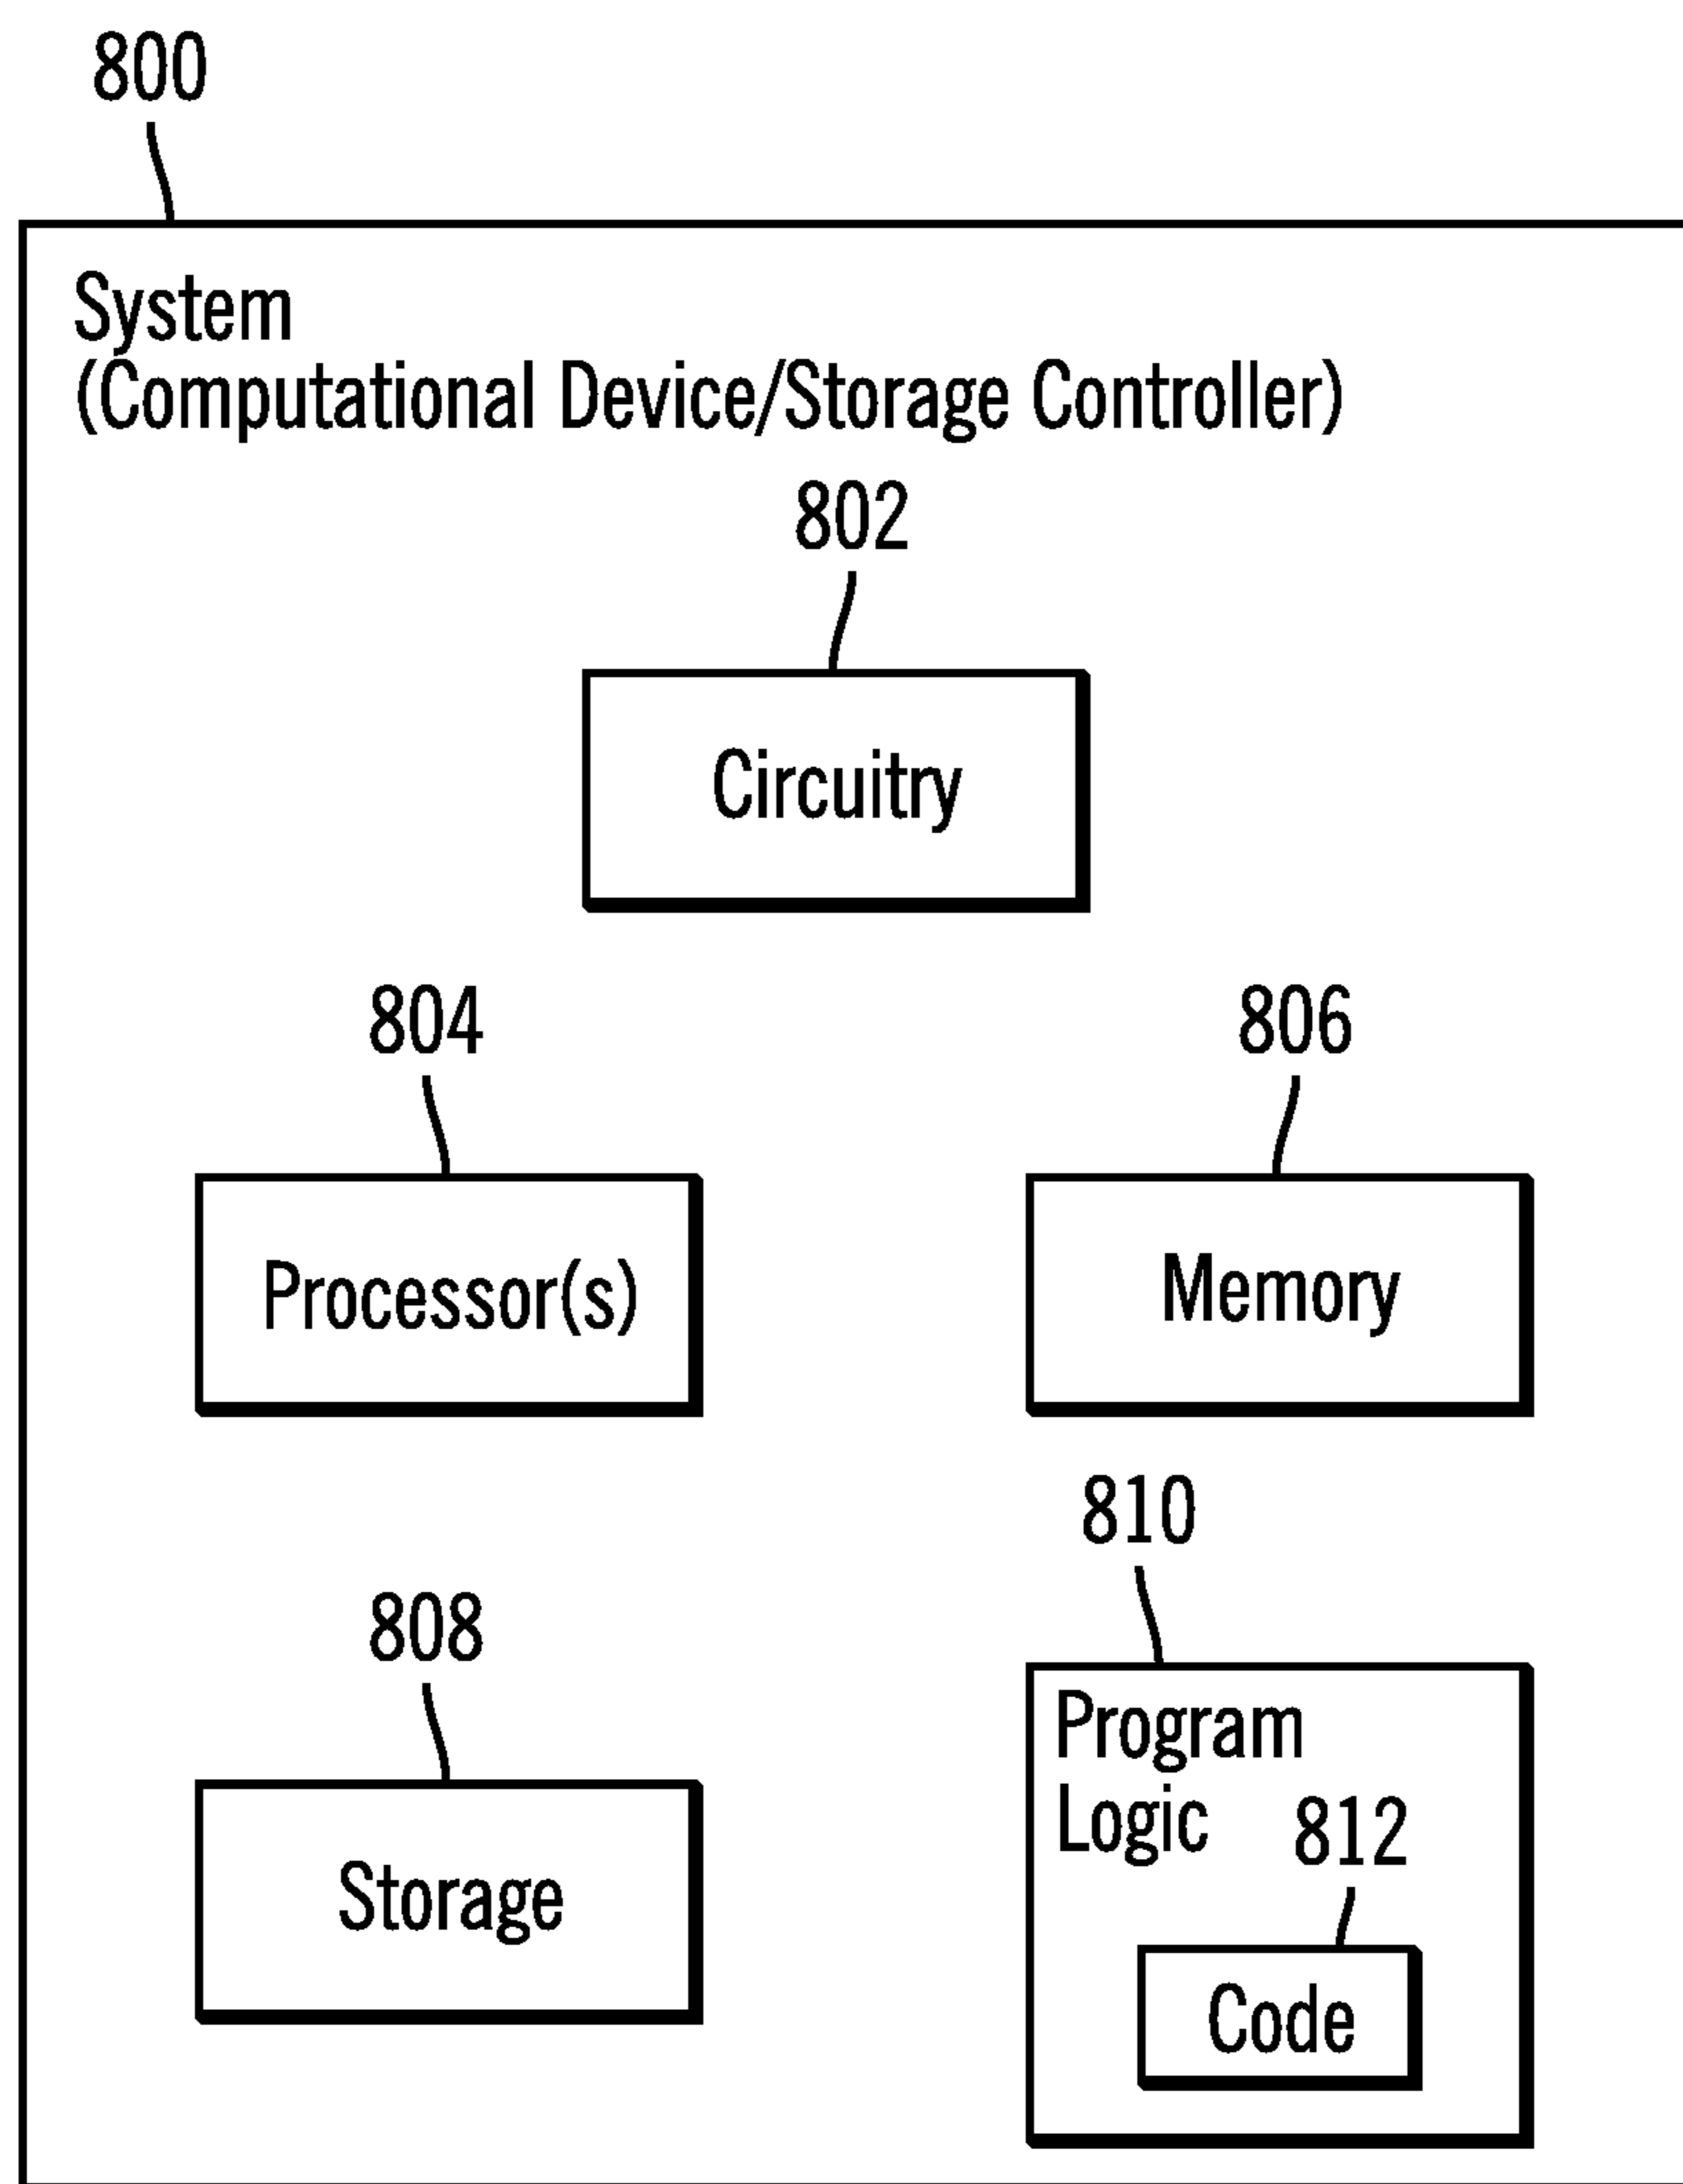 800
System
(Computational Device/Storage Controller)
802
Circuitry
804
806
Processor(s)
Memory
810
808
Program
Logic
812
Storage
Code